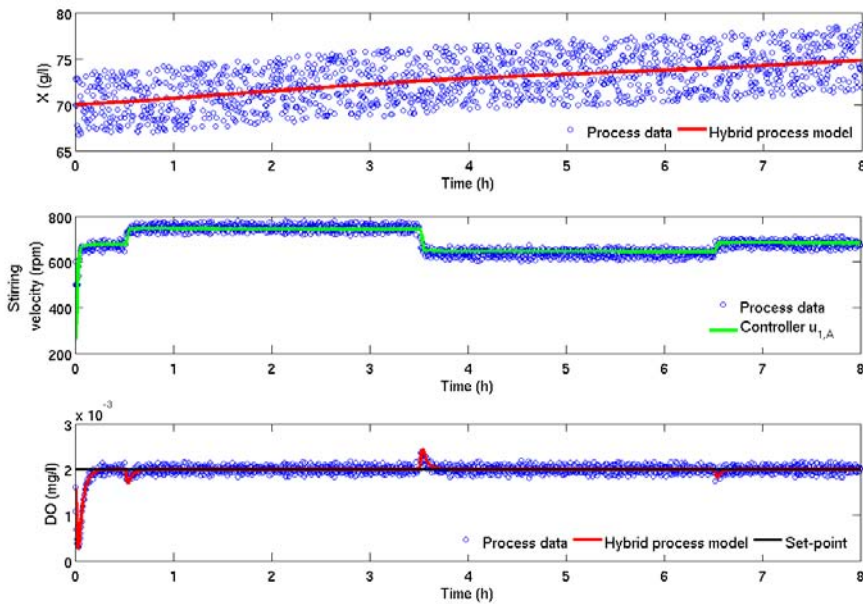 80
75
70
65
X (g/l)
Process data Hybrid process model
0 1 2 3 4 5 6 7 8
Time (h)
800
600
400
200
Stirring
velocity (rpm)
Process data
Controller u1,A
0 1 2 3 4 5 6 7 8
Time (h)
x 10-3
3
2
1
0
DO (mg/l)
Process data Hybrid process model Set-point
0 1 2 3 4 5 6 7 8
Time (h)